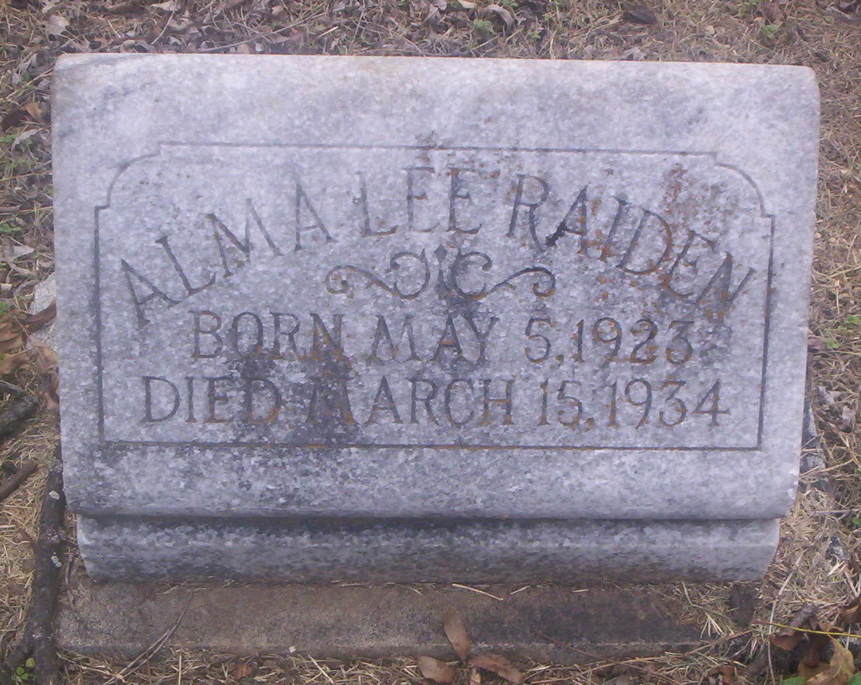 ALMA LEE RAIDEN
BORN MAY 5, 1923
DIED MARCH 15, 1934